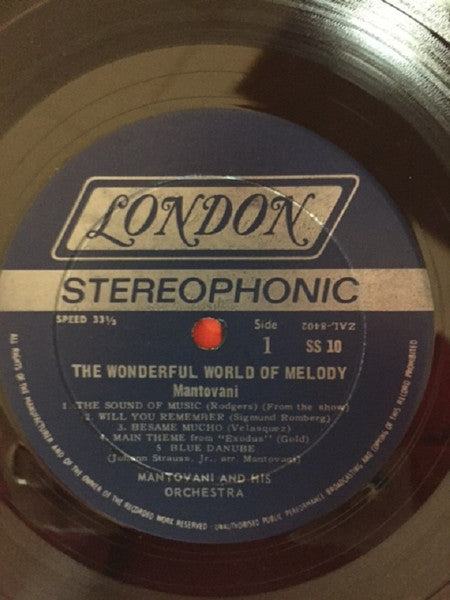 LONDON
STEREOPHONIC
SPEED 33⅓
Side 1
ZAL-8402
SS 10
THE WONDERFUL WORLD OF MELODY
Mantovani
1 THE SOUND OF MUSIC (Rodgers) (From the show)
2. WILL YOU REMEMBER (Sigmund Romberg)
3. BESAME MUCHO (Velasquez)
4. MAIN THEME from "Exodus" (Gold)
5 BLUE DANUBE
(Johann Strauss, Jr., arr. Mantovani)
MANTOVANI AND HIS
ORCHESTRA
ALL RIGHTS OF THE MANUFACTURER AND OF THE OWNER OF THE RECORDED WORK RESERVED - UNAUTHORISED PUBLIC PERFORMANCE, BROADCASTING AND COPYING OF THIS RECORD PROHIBITED